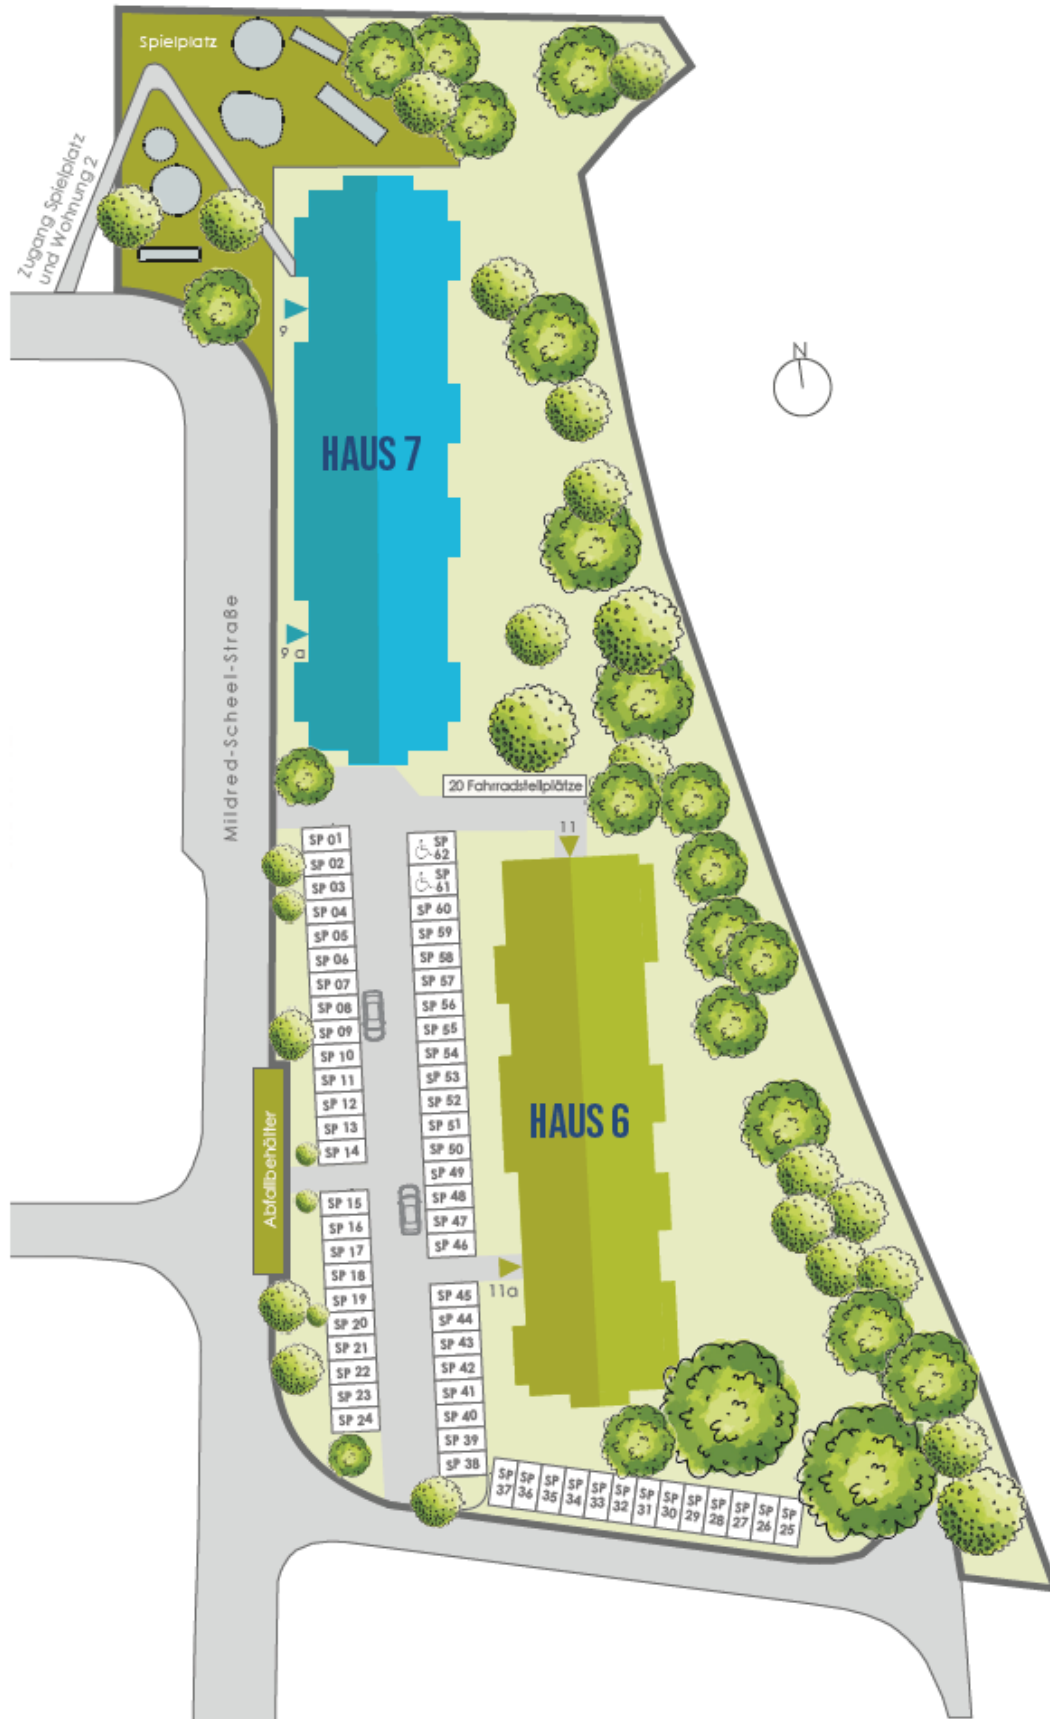 Spielplatz
Zugang Spielplatz
und Wohnung 2
N
9
HAUS 7
9 a
Mildred-Scheel-Straße
20 Fahrradstellplätze
11
SP 01
SP 02
SP 03
SP 04
SP 05
SP 06
SP 07
SP 08
SP 09
SP 10
SP 11
SP 12
SP 13
SP 14
SP
62
SP
61
SP 60
SP 59
SP 58
SP 57
SP 56
SP 55
SP 54
SP 53
SP 52
SP 51
SP 50
SP 49
SP 48
SP 47
SP 46
HAUS 6
Abfallbehälter
11a
SP 15
SP 16
SP 17
SP 18
SP 19
SP 20
SP 21
SP 22
SP 23
SP 24
SP 45
SP 44
SP 43
SP 42
SP 41
SP 40
SP 39
SP 38
SP
37
SP
36
SP
35
SP
34
SP
33
SP
32
SP
31
SP
30
SP
29
SP
28
SP
27
SP
26
SP
25